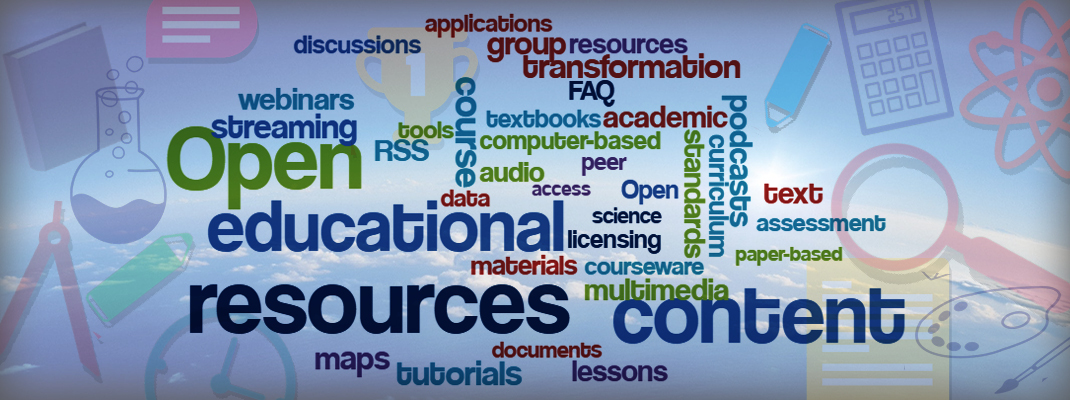 applications
discussions
group
resources
transformation
FAQ
webinars
streaming
tools
course
textbooks
academic
podcasts
Open
RSS
computer-based
standards
curriculum
audio
peer
access
Open
text
data
science
assessment
educational
licensing
paper-based
materials
courseware
multimedia
resources
content
maps
documents
tutorials
lessons
257
1